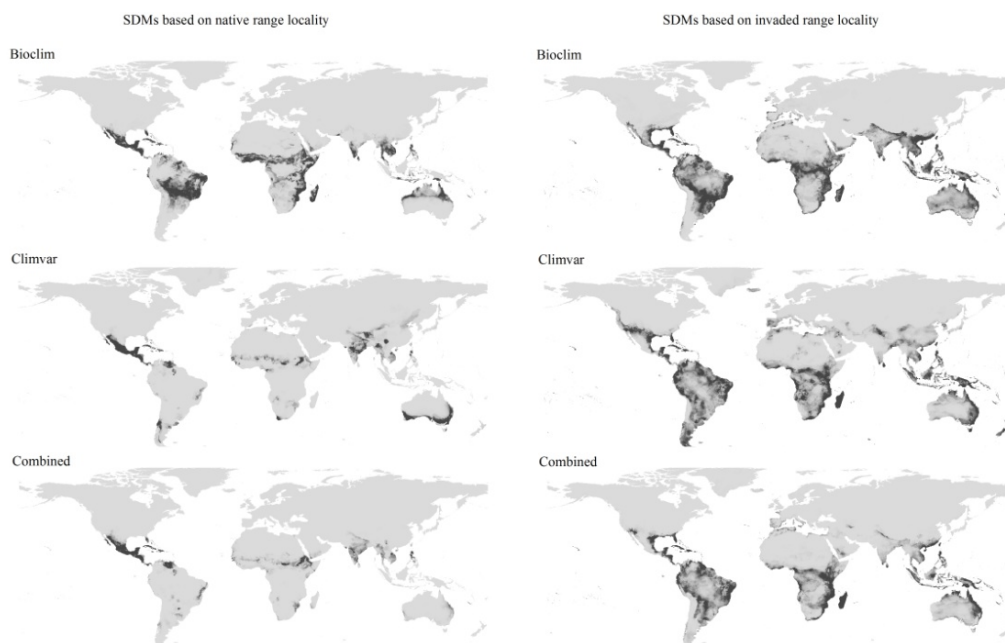 SDMs based on native range locality
SDMs based on invaded range locality
Bioclim
Bioclim
Climvar
Climvar
Combined
Combined